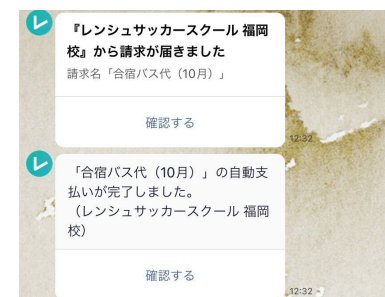 『レンシュサッカースクール 福岡
校』から請求が届きました
請求名「合宿バス代（10月）」
確認する
12:32
「合宿バス代（10月）」の自動支
払いが完了しました。
（レンシュサッカースクール 福岡
校）
確認する
12:32